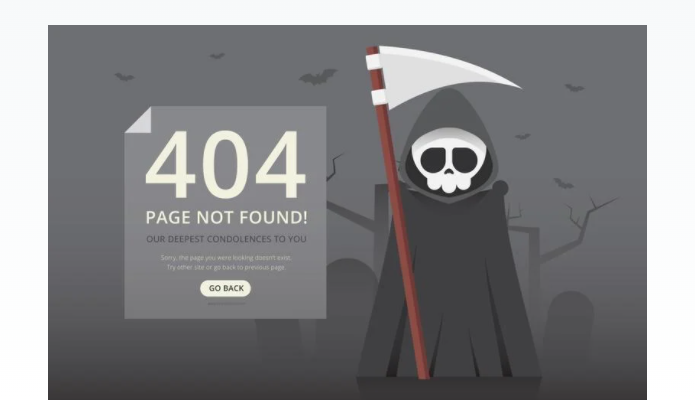 404
PAGE NOT FOUND!
OUR DEEPEST CONDOLENCES TO YOU
Sorry, the page you were looking doesn't exist.
Try other site or go back to previous page.
GO BACK